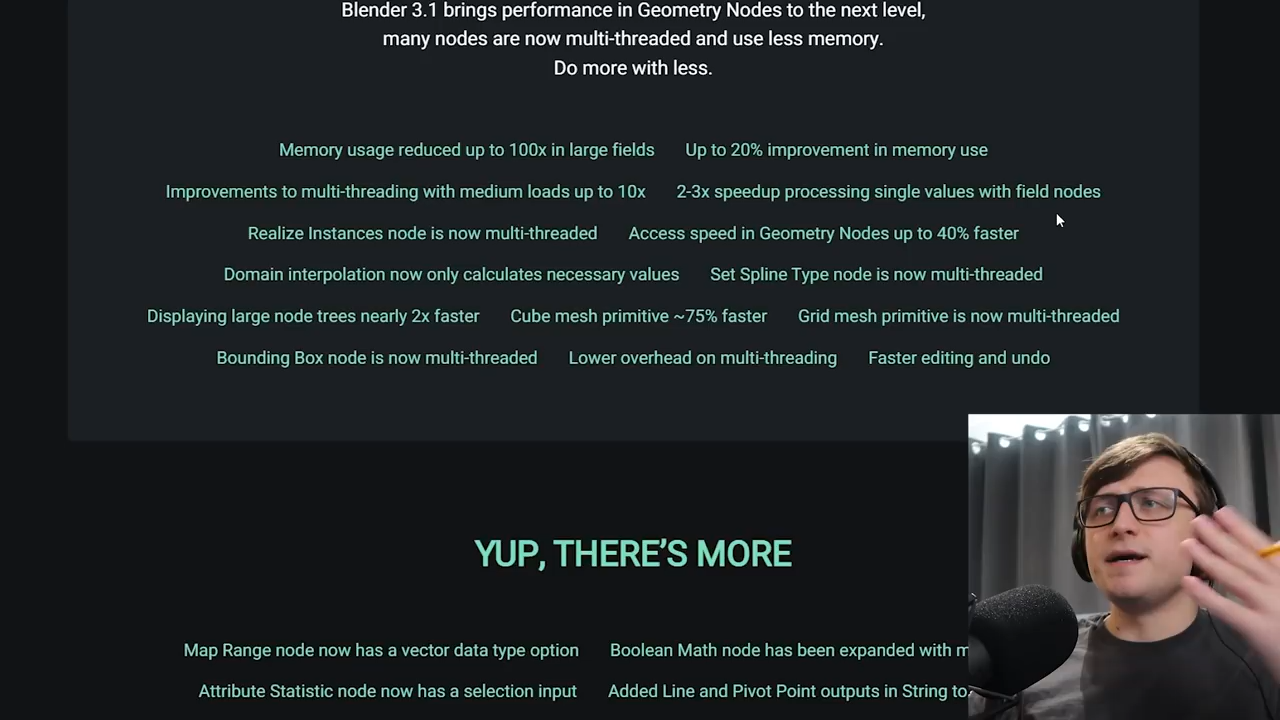 Blender 3.1 brings performance in Geometry Nodes to the next level,
many nodes are now multi-threaded and use less memory.
Do more with less.
Memory usage reduced up to 100x in large fields Up to 20% improvement in memory use
Improvements to multi-threading with medium loads up to 10x 2-3x speedup processing single values with field nodes
Realize Instances node is now multi-threaded Access speed in Geometry Nodes up to 40% faster
Domain interpolation now only calculates necessary values Set Spline Type node is now multi-threaded
Displaying large node trees nearly 2x faster Cube mesh primitive ~75% faster Grid mesh primitive is now multi-threaded
Bounding Box node is now multi-threaded Lower overhead on multi-threading Faster editing and undo
YUP, THERE’S MORE
Map Range node now has a vector data type option Boolean Math node has been expanded with
Attribute Statistic node now has a selection input Added Line and Pivot Point outputs in String to